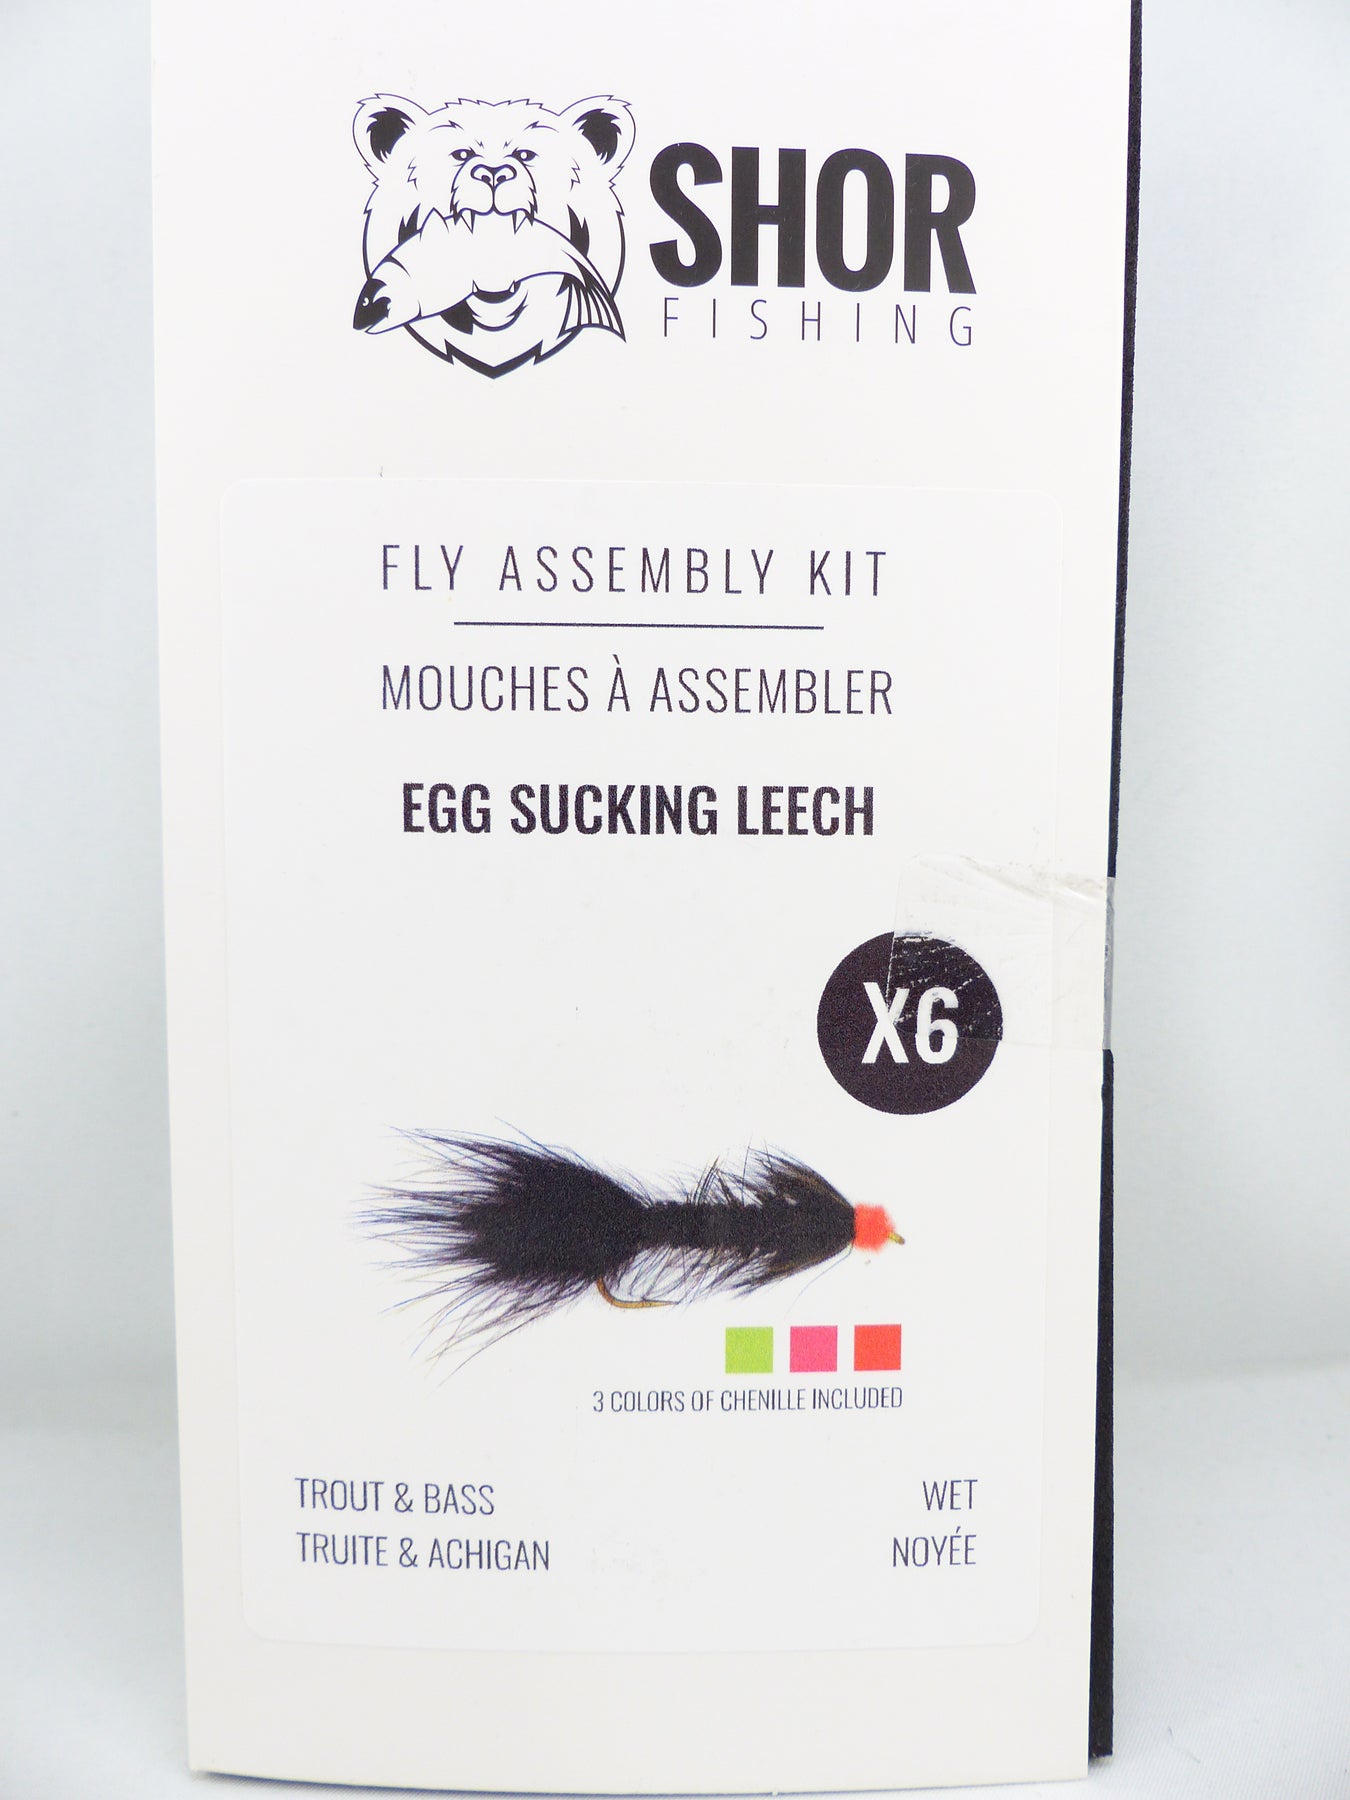 SHOR
FISHING
FLY ASSEMBLY KIT
MOUCHES À ASSEMBLER
EGG SUCKING LEECH
X6
3 COLORS OF CHENILLE INCLUDED
TROUT & BASS
TRUITE & ACHIGAN
WET
NOYÉE